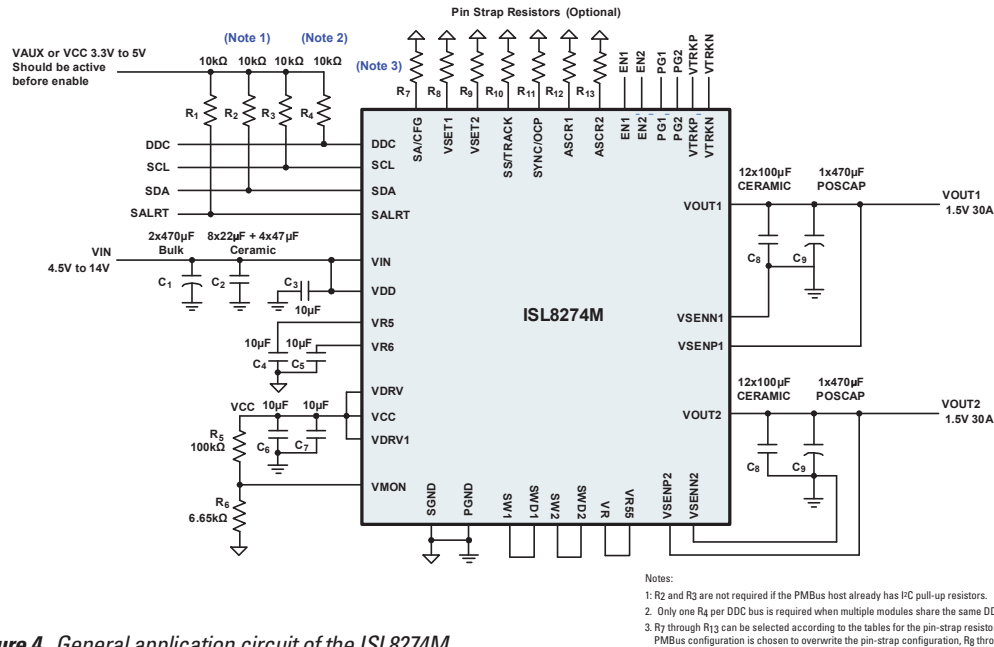 Pin Strap Resistors (Optional)
VAUX or VCC 3.3V to 5V
Should be active
before enable
(Note 1)
(Note 2)
(Note 3)
10kΩ 10kΩ 10kΩ 10kΩ
R1
R2
R3
R4
R7
R8
R9
R10
R11
R12
R13
EN1
EN2
PG1
PG2
VTRKP
VTRKN
SA/CFG
VSET1
VSET2
SS/TRACK
SYNC/OCP
ASCR1
ASCR2
EN1
EN2
PG1
PG2
VTRKP
VTRKN
DDC
SCL
SDA
SALRT
DDC
SCL
SDA
SALRT
VIN
4.5V to 14V
2x470µF
Bulk
8x22µF + 4x47µF
Ceramic
C1
C2
C3
10µF
VIN
VDD
VR5
VR6
10µF 10µF
C4
C5
VDRV
VCC
VDRV1
VCC 10µF 10µF
R5
100kΩ
C6
C7
VMON
R6
6.65kΩ
ISL8274M
12x100µF
CERAMIC
1x470µF
POSCAP
VOUT1
VOUT1
1.5V 30A
C8
C9
VSENN1
VSENP1
12x100µF
CERAMIC
1x470µF
POSCAP
VOUT2
VOUT2
1.5V 30A
C8
C9
SGND
PGND
SW1
SWD1
SW2
SWD2
VR
VR55
VSENP2
VSENN2
Notes:
1: R2 and R3 are not required if the PMBus host already has I²C pull-up resistors.
2. Only one R4 per DDC bus is required when multiple modules share the same
3. R7 through R13 can be selected according to the tables for the pin-strap
PMBus configuration is chosen to overwrite the pin-strap configuration, R8
4. General application circuit of the ISL8274M